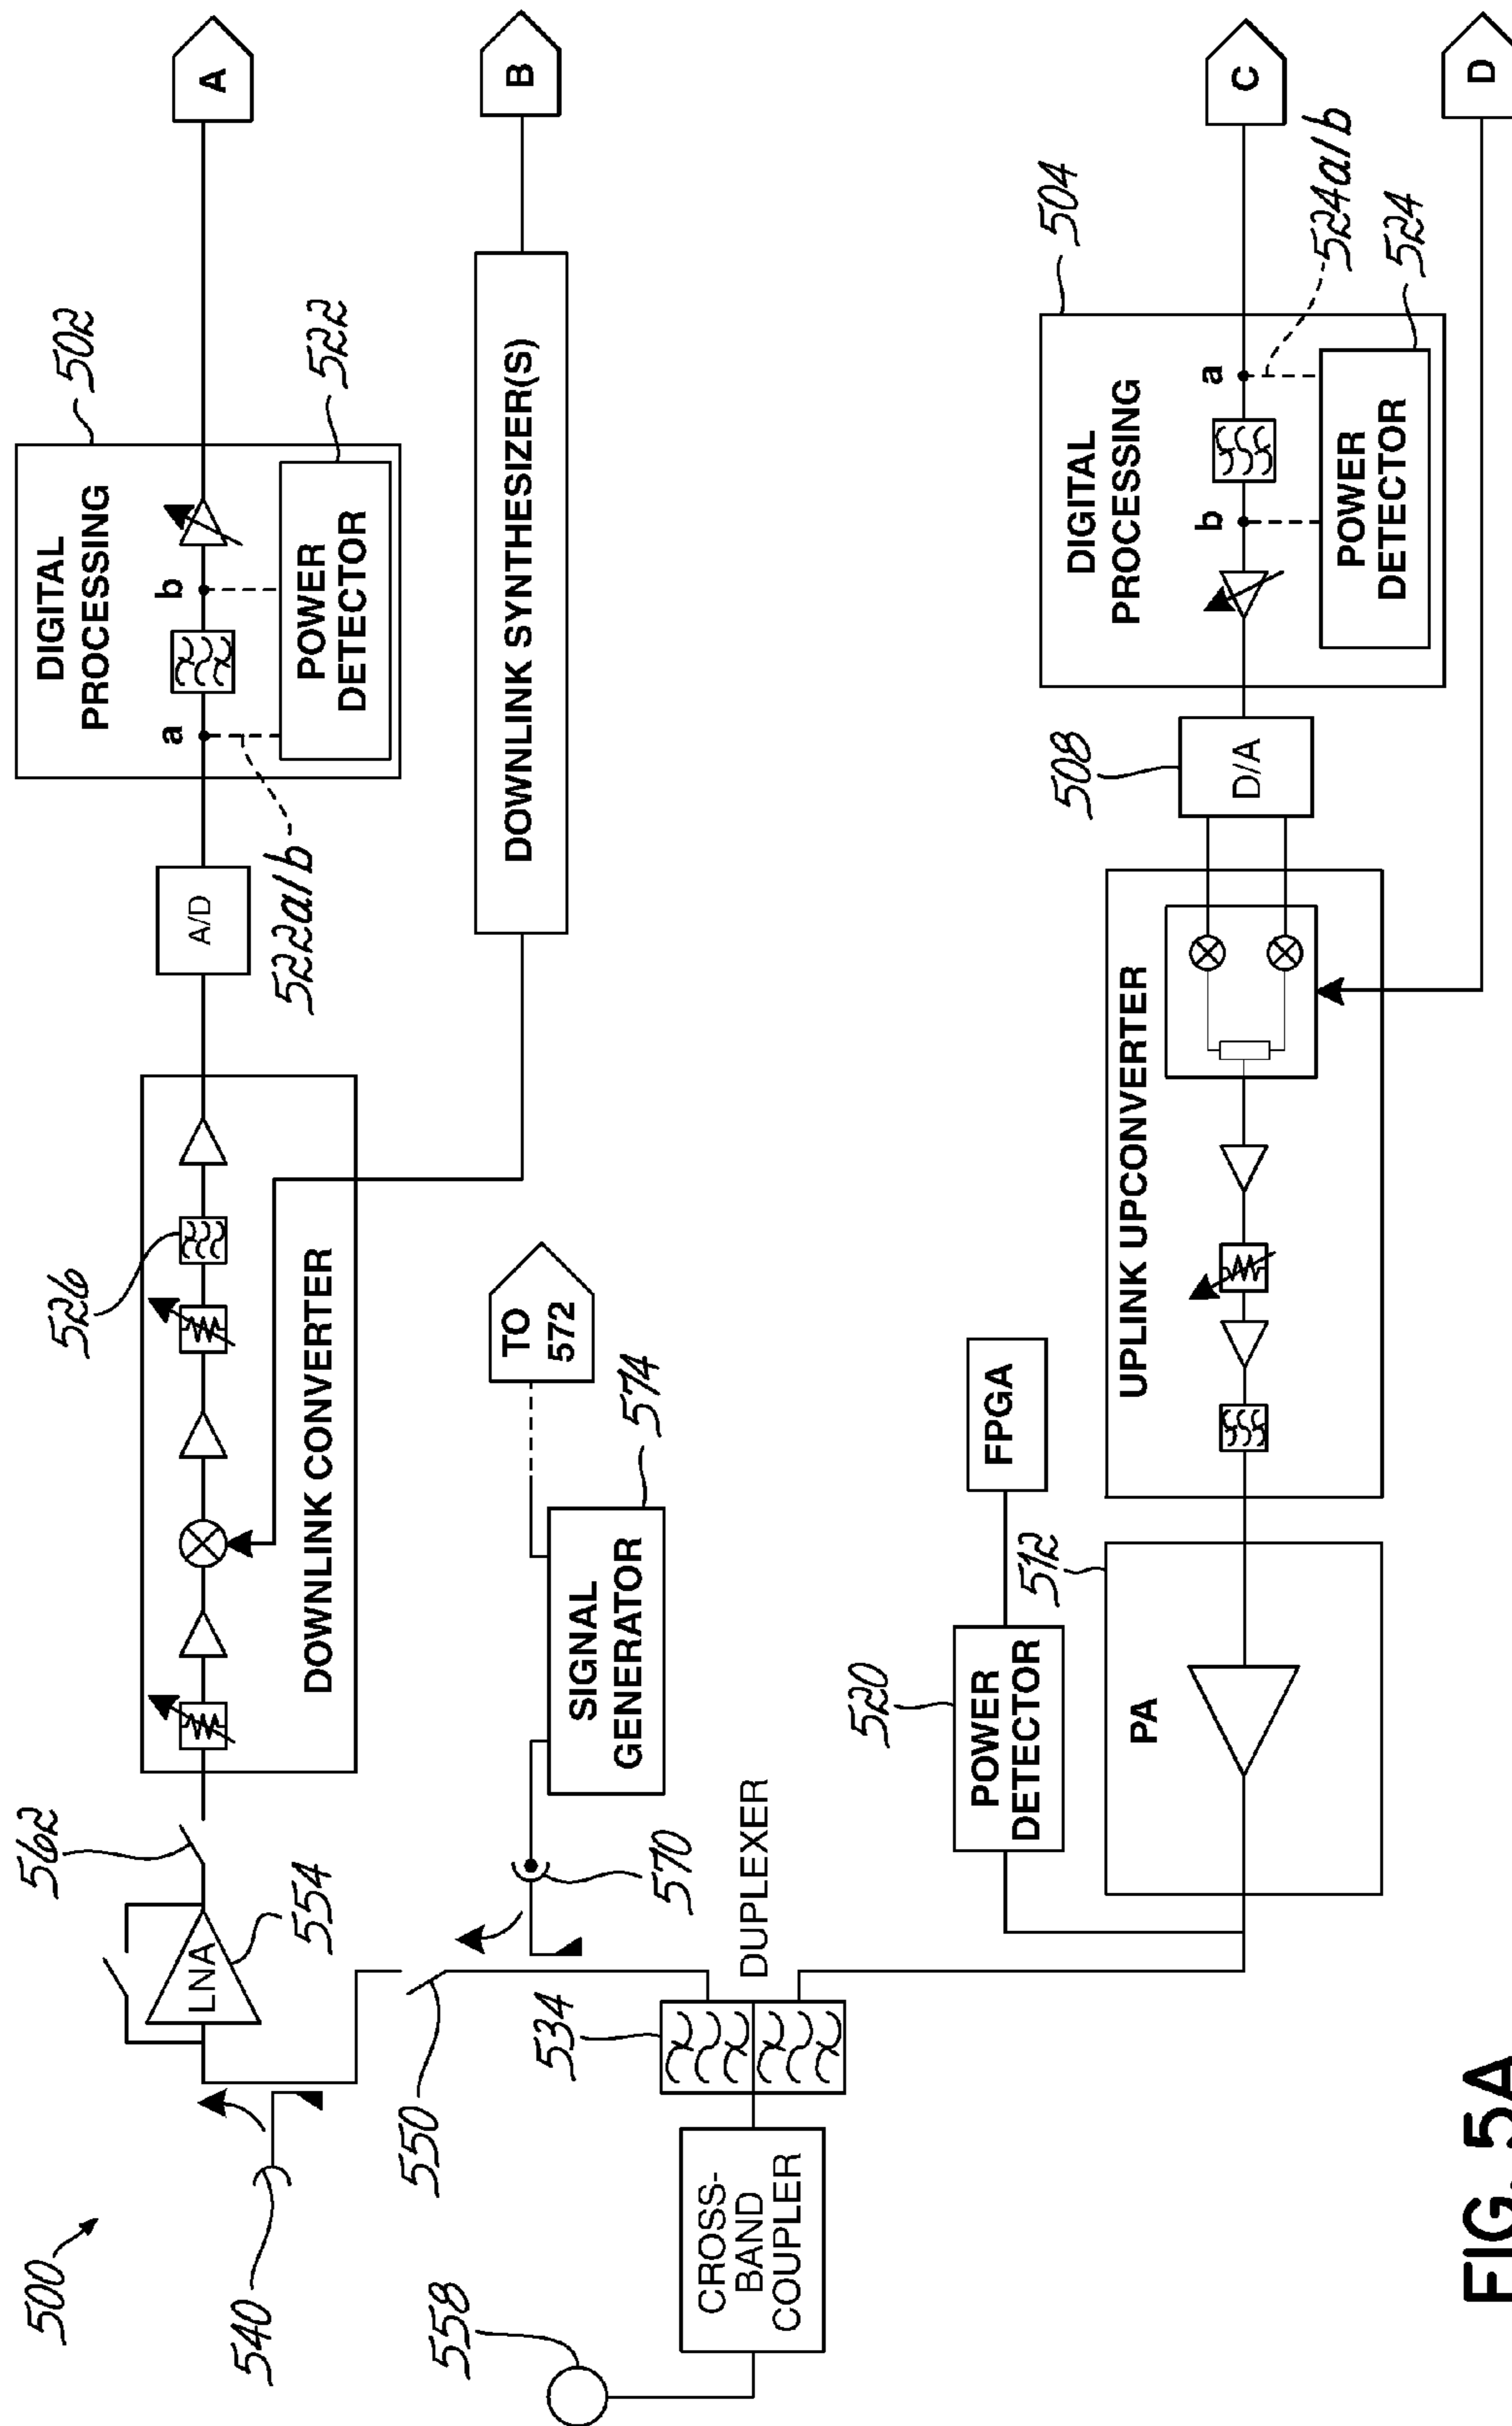 500
540
562
LNA
554
526
DOWNLINK CONVERTER
A/D
522a/b
502
DIGITAL
PROCESSING
a
b
POWER
DETECTOR
522
A
DOWNLINK SYNTHESIZER(S)
B
550
570
SIGNAL
GENERATOR
574
TO
572
558
CROSS-
BAND
COUPLER
534
DUPLEXER
520
POWER
DETECTOR
FPGA
512
PA
UPLINK UPCONVERTER
508
D/A
504
DIGITAL
PROCESSING
b
a
POWER
DETECTOR
524a/b
524
C
D
FIG. 5A